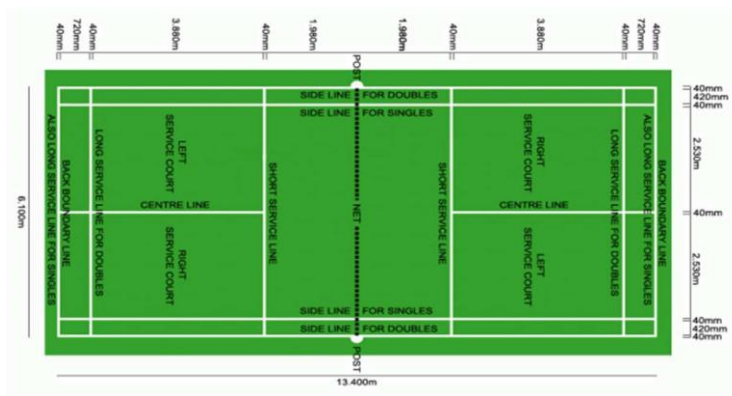 40mm
720mm
40mm
3.880m
40mm
1.980m
1.980m
40mm
3.880m
40mm
720mm
40mm
POST
SIDE LINE FOR DOUBLES
SIDE LINE FOR SINGLES
40mm
420mm
40mm
2.530m
40mm
2.530m
40mm
420mm
40mm
6.100m
ALSO LONG SERVICE LINE FOR SINGLES
BACK BOUNDARY LINE
LONG SERVICE LINE FOR DOUBLES
LEFT
SERVICE COURT
CENTRE LINE
RIGHT
SERVICE COURT
SHORT SERVICE LINE
NET
SHORT SERVICE LINE
RIGHT
SERVICE COURT
CENTRE LINE
LEFT
SERVICE COURT
LONG SERVICE LINE FOR DOUBLES
ALSO LONG SERVICE LINE FOR SINGLES
BACK BOUNDARY LINE
SIDE LINE FOR SINGLES
SIDE LINE FOR DOUBLES
POST
13.400m